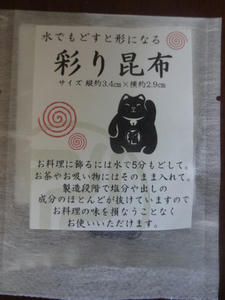 水でもどすと形になる
彩り昆布
サイズ 縦約3.4㎝×横約2.9㎝
お料理に飾るには水で5分もどして。
お茶やお吸い物にはそのまま入れて。
製造段階で塩分や出しの
成分のほとんどが抜けていますので
お料理の味を損なうことなく
お使いいただけます。